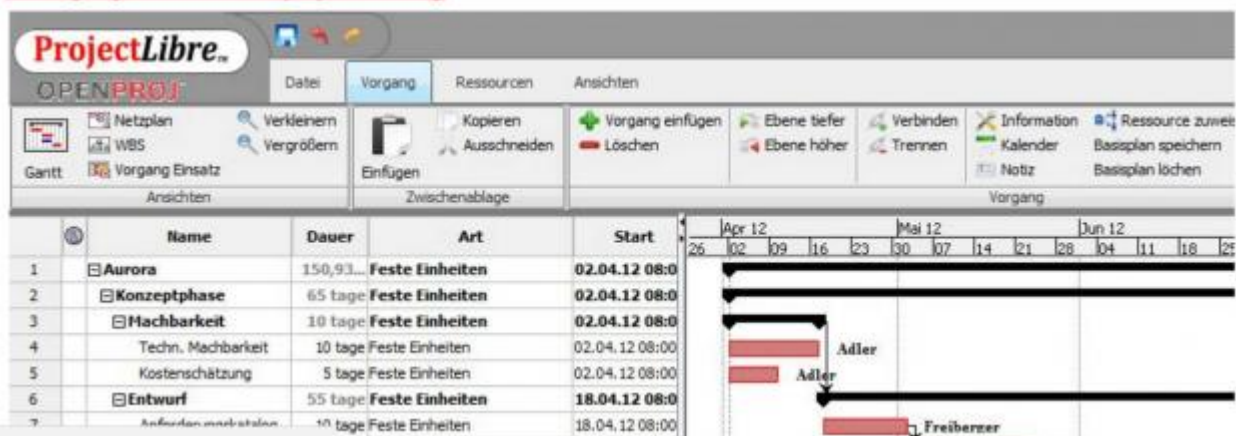 ProjectLibre™
OPENPROJ
Datei Vorgang Ressourcen Ansichten
Netzplan Verkleinern Kopieren Vorgang einfügen Ebene tiefer Verbinden Information Ressource zuweis
WBS Vergrößern Ausschneiden Löschen Ebene höher Trennen Kalender Basisplan speichern
Gantt Vorgang Einsatz Einfügen Notiz Basisplan löchen
Ansichten Zwischenablage Vorgang
Name Dauer Art Start Apr 12 Mai 12 Jun 12
26 02 09 16 23 30 07 14 21 28 04 11 18 25
1 Aurora 150,93... Feste Einheiten 02.04.12 08:0
2 Konzeptphase 65 tage Feste Einheiten 02.04.12 08:0
3 Machbarkeit 10 tage Feste Einheiten 02.04.12 08:0
4 Techn. Machbarkeit 10 tage Feste Einheiten 02.04.12 08:00 Adler
5 Kostenschätzung 5 tage Feste Einheiten 02.04.12 08:00 Adler
6 Entwurf 55 tage Feste Einheiten 18.04.12 08:0
7 Anforderungskatalog 10 tage Feste Einheiten 18.04.12 08:00 Freiberger